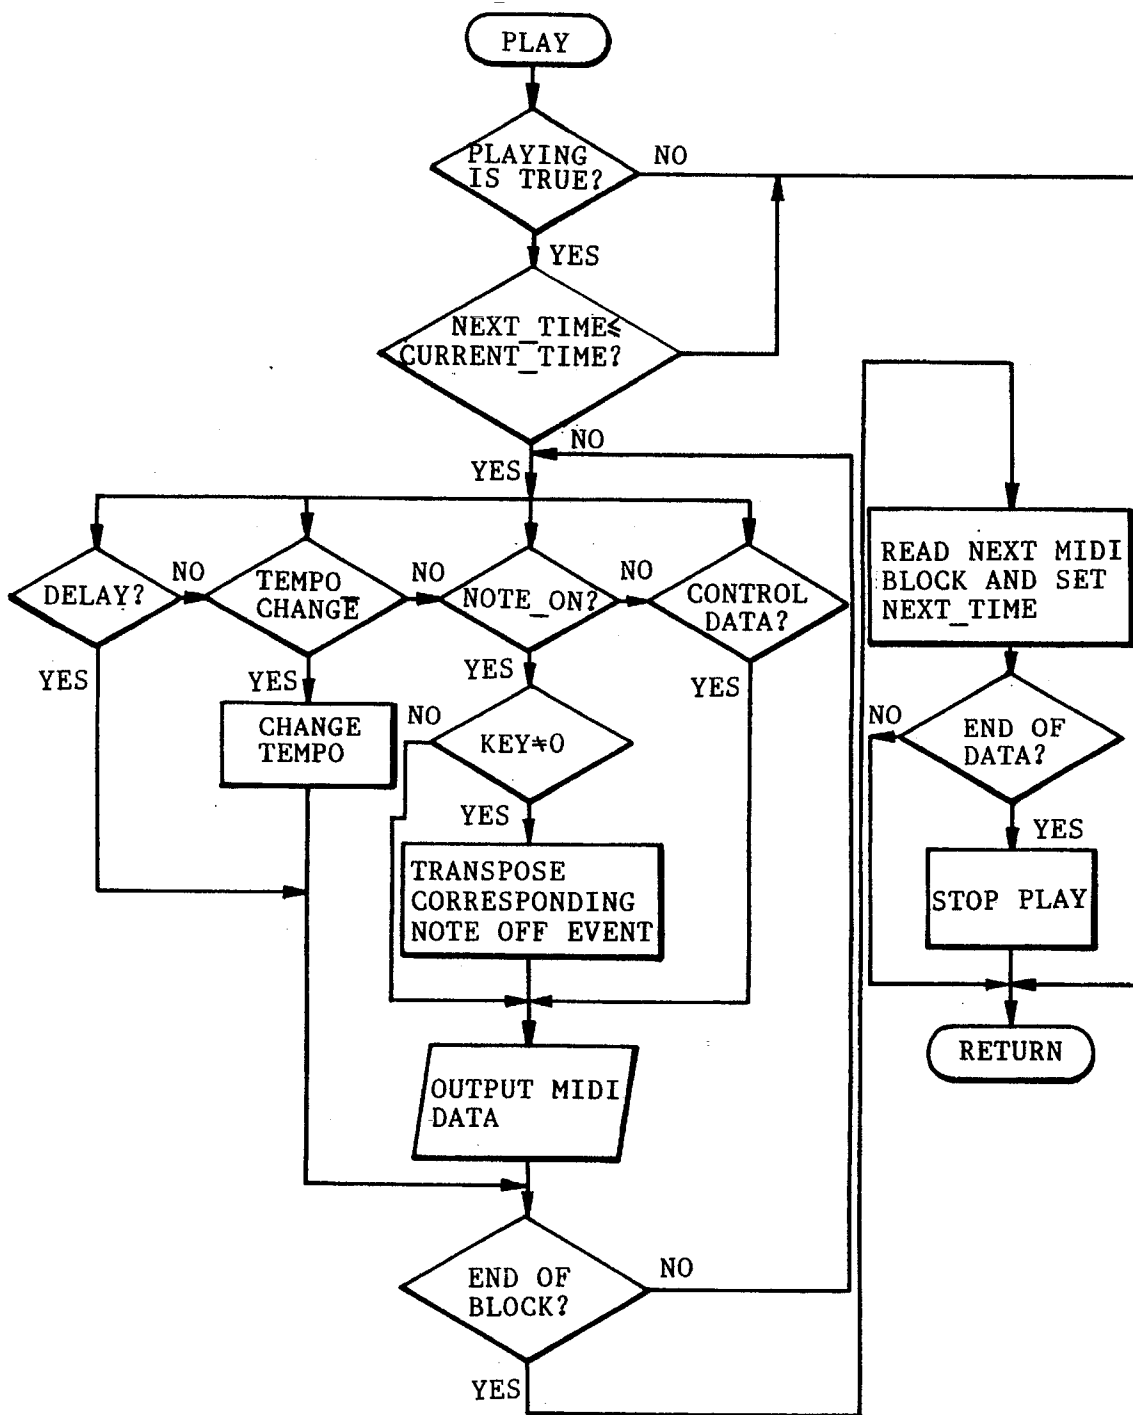 PLAY
PLAYING
IS TRUE?
NO
YES
NEXT_TIME≤
CURRENT_TIME?
NO
YES
DELAY?
NO
TEMPO
CHANGE
NO
NOTE_ON?
NO
CONTROL
DATA?
YES
YES
YES
YES
CHANGE
TEMPO
NO
KEY≠0
YES
TRANSPOSE
CORRESPONDING
NOTE OFF EVENT
OUTPUT MIDI
DATA
END OF
BLOCK?
NO
YES
READ NEXT MIDI
BLOCK AND SET
NEXT_TIME
NO
END OF
DATA?
YES
STOP PLAY
RETURN